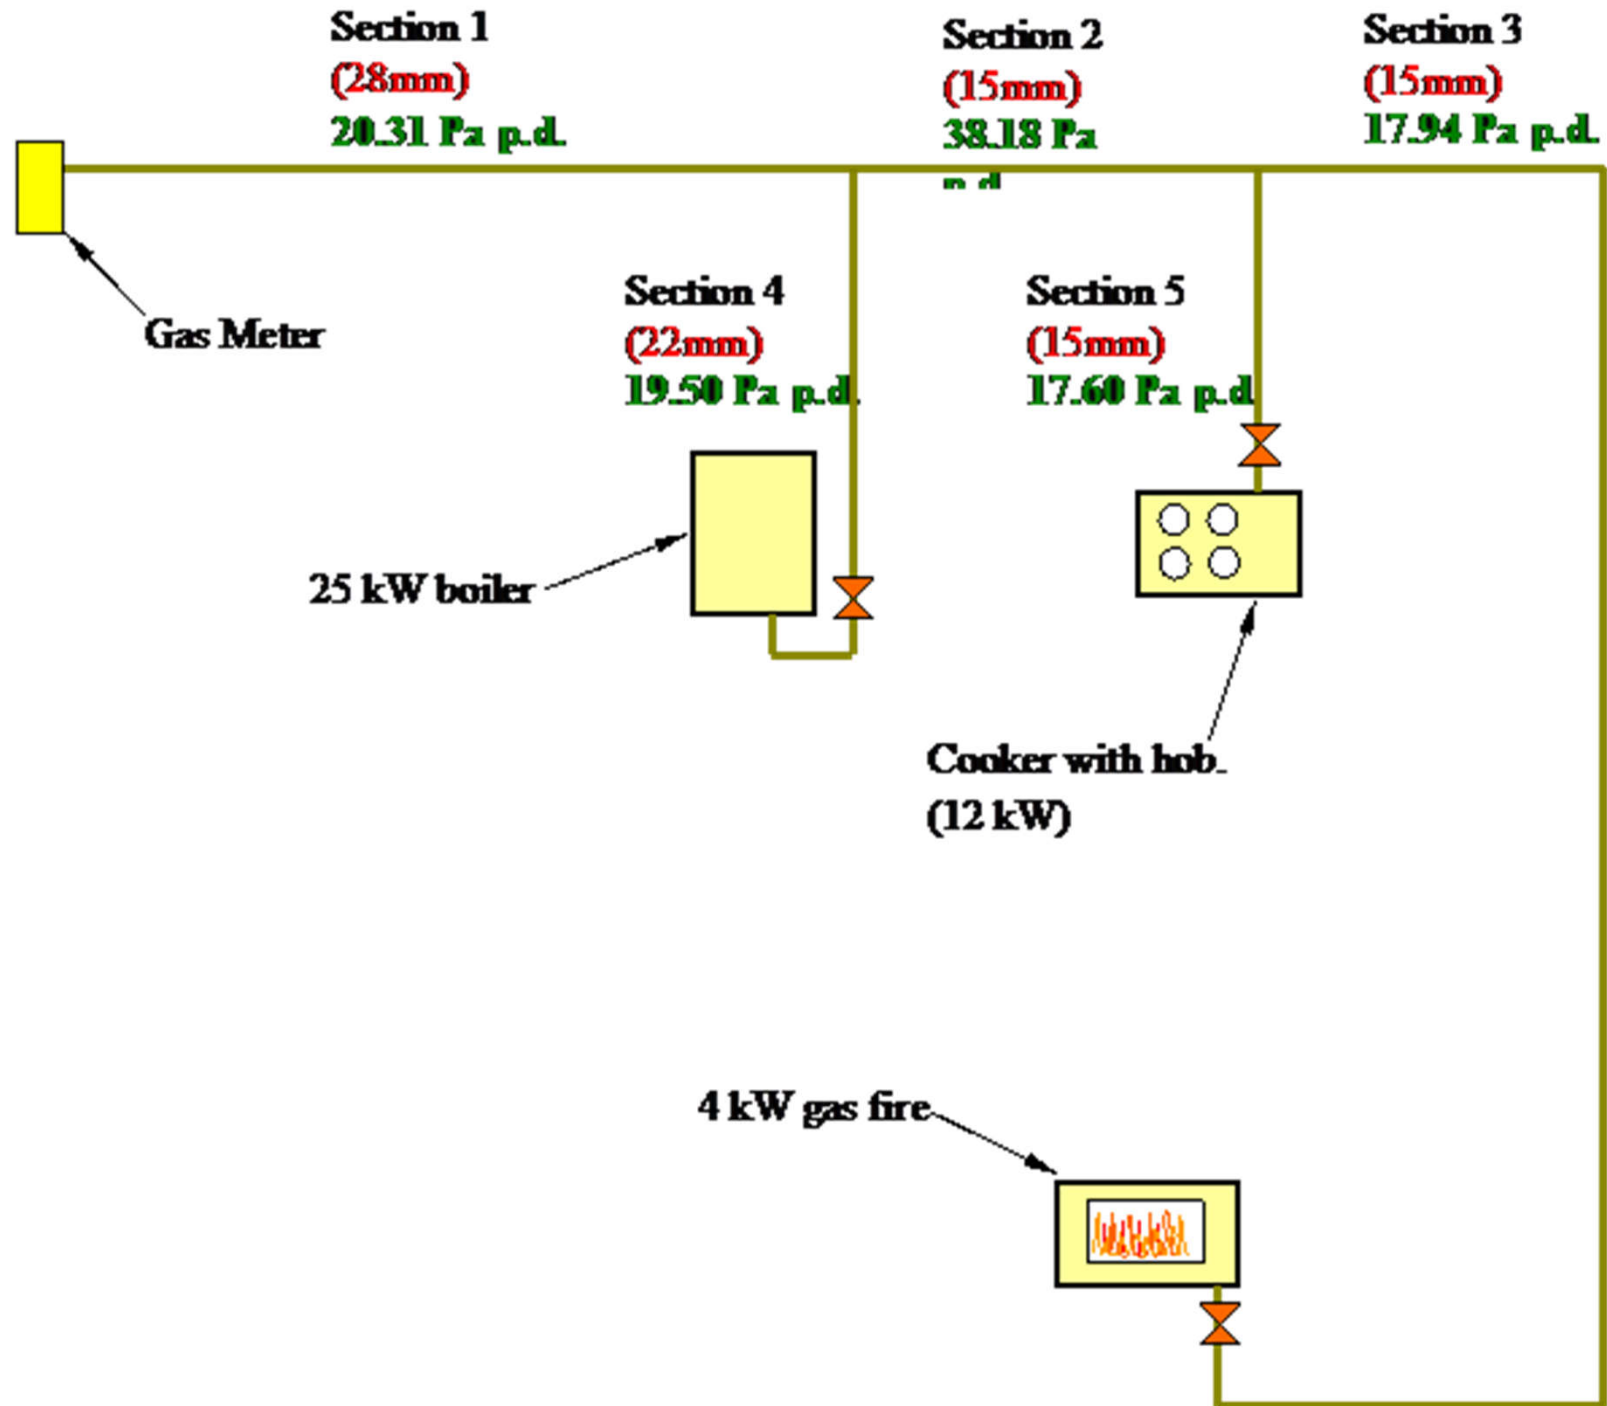 Section 1
(28mm)
20.31 Pa p.d.
Section 2
(15mm)
38.18 Pa
p.d.
Section 3
(15mm)
17.94 Pa p.d.
Gas Meter
Section 4
(22mm)
19.50 Pa p.d.
Section 5
(15mm)
17.60 Pa p.d.
25 kW boiler
Cooker with hob.
(12 kW)
4 kW gas fire